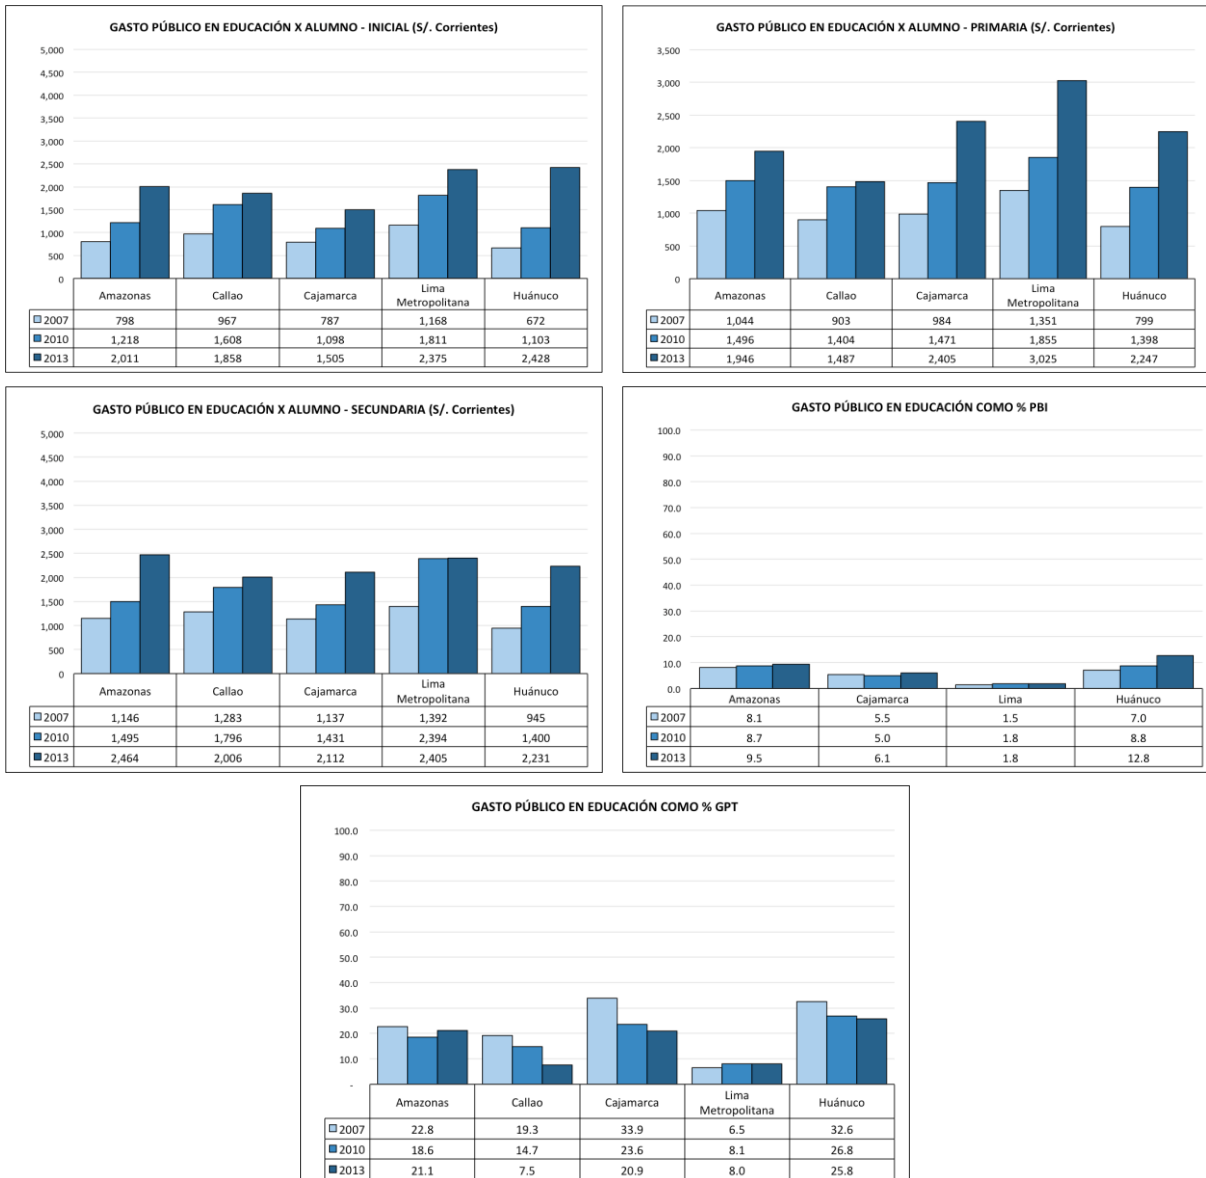 GASTO PÚBLICO EN EDUCACIÓN X ALUMNO - INICIAL (S/. Corrientes)
5,000
4,500
4,000
3,500
3,000
2,500
2,000
1,500
1,000
500
0
Amazonas Callao Cajamarca Lima Metropolitana Huánuco
2007 798 967 787 1,168 672
2010 1,218 1,608 1,098 1,811 1,103
2013 2,011 1,858 1,505 2,375 2,428
GASTO PÚBLICO EN EDUCACIÓN X ALUMNO - PRIMARIA (S/. Corrientes)
3,500
3,000
2,500
2,000
1,500
1,000
500
0
Amazonas Callao Cajamarca Lima Metropolitana Huánuco
2007 1,044 903 984 1,351 799
2010 1,496 1,404 1,471 1,855 1,398
2013 1,946 1,487 2,405 3,025 2,247
GASTO PÚBLICO EN EDUCACIÓN X ALUMNO - SECUNDARIA (S/. Corrientes)
5,000
4,500
4,000
3,500
3,000
2,500
2,000
1,500
1,000
500
0
Amazonas Callao Cajamarca Lima Metropolitana Huánuco
2007 1,146 1,283 1,137 1,392 945
2010 1,495 1,796 1,431 2,394 1,400
2013 2,464 2,006 2,112 2,405 2,231
GASTO PÚBLICO EN EDUCACIÓN COMO % PBI
100.0
90.0
80.0
70.0
60.0
50.0
40.0
30.0
20.0
10.0
0.0
Amazonas Cajamarca Lima Huánuco
2007 8.1 5.5 1.5 7.0
2010 8.7 5.0 1.8 8.8
2013 9.5 6.1 1.8 12.8
GASTO PÚBLICO EN EDUCACIÓN COMO % GPT
100.0
90.0
80.0
70.0
60.0
50.0
40.0
30.0
20.0
10.0
-
Amazonas Callao Cajamarca Lima Metropolitana Huánuco
2007 22.8 19.3 33.9 6.5 32.6
2010 18.6 14.7 23.6 8.1 26.8
2013 21.1 7.5 20.9 8.0 25.8